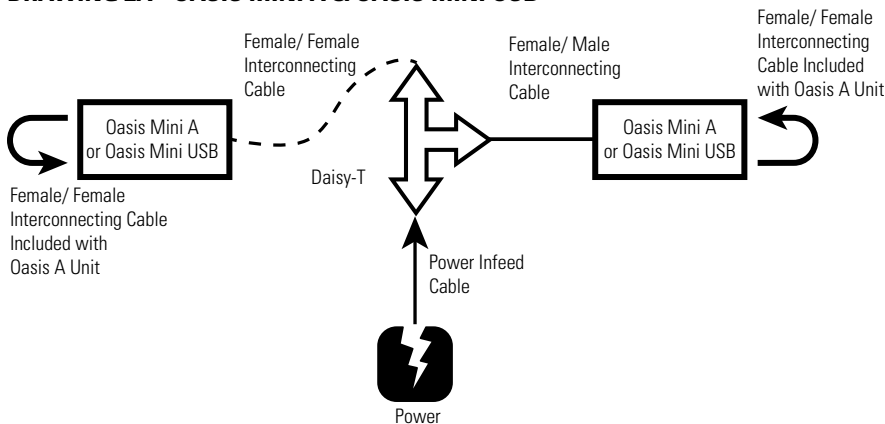 Female/ Female
Interconnecting
Cable
Female/ Male
Interconnecting
Cable
Female/ Female
Interconnecting
Cable Included
with Oasis A Unit
Oasis Mini A
or Oasis Mini USB
Oasis Mini A
or Oasis Mini USB
Daisy-T
Female/ Female
Interconnecting Cable
Included with
Oasis A Unit
Power Infeed
Cable
Power